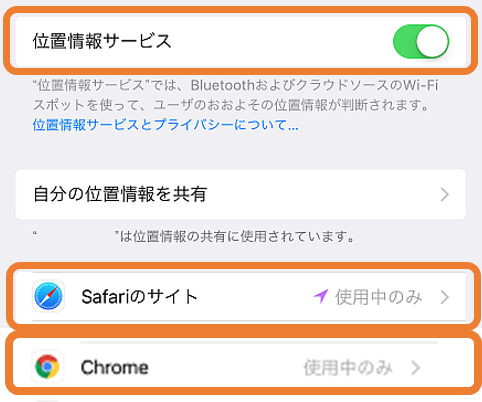 位置情報サービス
“位置情報サービス”では、BluetoothおよびクラウドソースのWi-Fi
スポットを使って、ユーザのおおよその位置情報が判断されます。
位置情報サービスとプライバシーについて...
自分の位置情報を共有
“ ”は位置情報の共有に使用されています。
Safariのサイト 使用中のみ
Chrome 使用中のみ